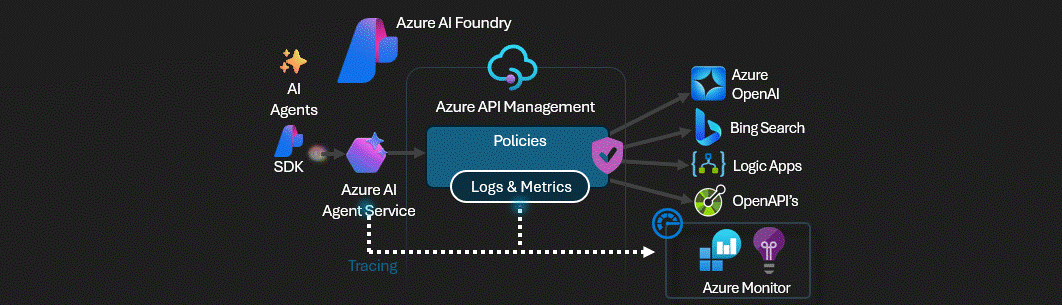 Azure AI Foundry
AI
Agents
SDK
Azure AI
Agent Service
Azure API Management
Policies
Logs & Metrics
Azure
OpenAI
Bing Search
Logic Apps
OpenAPI's
Tracing
Azure Monitor